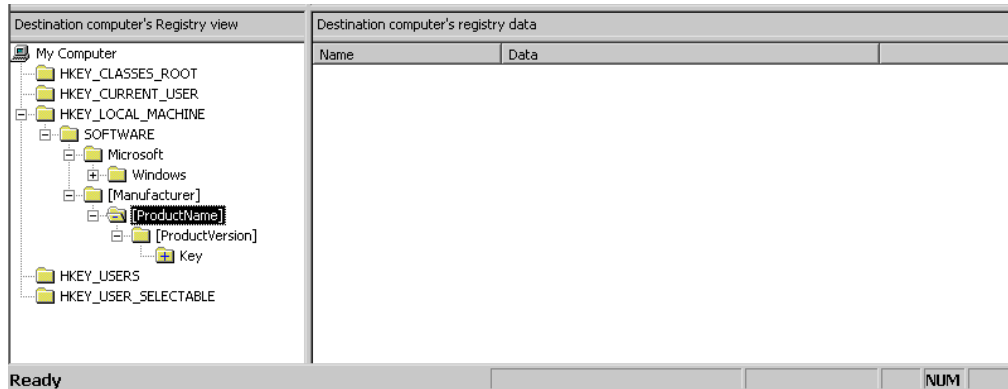 Destination computer's Registry view
My Computer
HKEY_CLASSES_ROOT
HKEY_CURRENT_USER
HKEY_LOCAL_MACHINE
SOFTWARE
Microsoft
Windows
[Manufacturer]
[ProductName]
[ProductVersion]
Key
HKEY_USERS
HKEY_USER_SELECTABLE
Destination computer's registry data
Name Data
Ready NUM